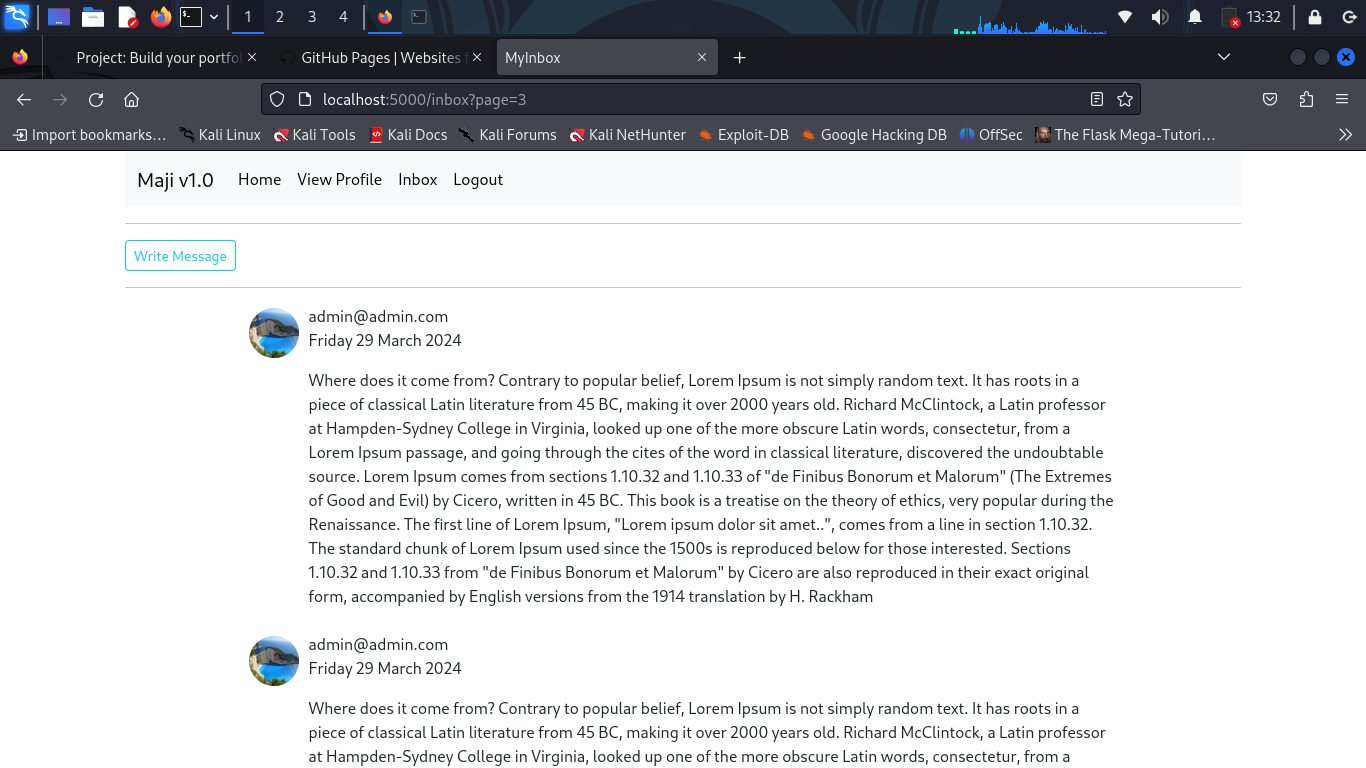 1 2 3 4 13:32
Project: Build your portfol
GitHub Pages | Websites f
MyInbox
localhost:5000/inbox?page=3
Import bookmarks... Kali Linux Kali Tools Kali Docs Kali Forums Kali NetHunter Exploit-DB Google Hacking DB OffSec The Flask Mega-Tutori...
Maji v1.0 Home View Profile Inbox Logout
Write Message
admin@admin.com
Friday 29 March 2024
Where does it come from? Contrary to popular belief, Lorem Ipsum is not simply random text. It has roots in a
piece of classical Latin literature from 45 BC, making it over 2000 years old. Richard McClintock, a Latin professor
at Hampden-Sydney College in Virginia, looked up one of the more obscure Latin words, consectetur, from a
Lorem Ipsum passage, and going through the cites of the word in classical literature, discovered the undoubtable
source. Lorem Ipsum comes from sections 1.10.32 and 1.10.33 of "de Finibus Bonorum et Malorum" (The Extremes
of Good and Evil) by Cicero, written in 45 BC. This book is a treatise on the theory of ethics, very popular during the
Renaissance. The first line of Lorem Ipsum, "Lorem ipsum dolor sit amet..", comes from a line in section 1.10.32.
The standard chunk of Lorem Ipsum used since the 1500s is reproduced below for those interested. Sections
1.10.32 and 1.10.33 from "de Finibus Bonorum et Malorum" by Cicero are also reproduced in their exact original
form, accompanied by English versions from the 1914 translation by H. Rackham
admin@admin.com
Friday 29 March 2024
Where does it come from? Contrary to popular belief, Lorem Ipsum is not simply random text. It has roots in a
piece of classical Latin literature from 45 BC, making it over 2000 years old. Richard McClintock, a Latin professor
at Hampden-Sydney College in Virginia, looked up one of the more obscure Latin words, consectetur, from a